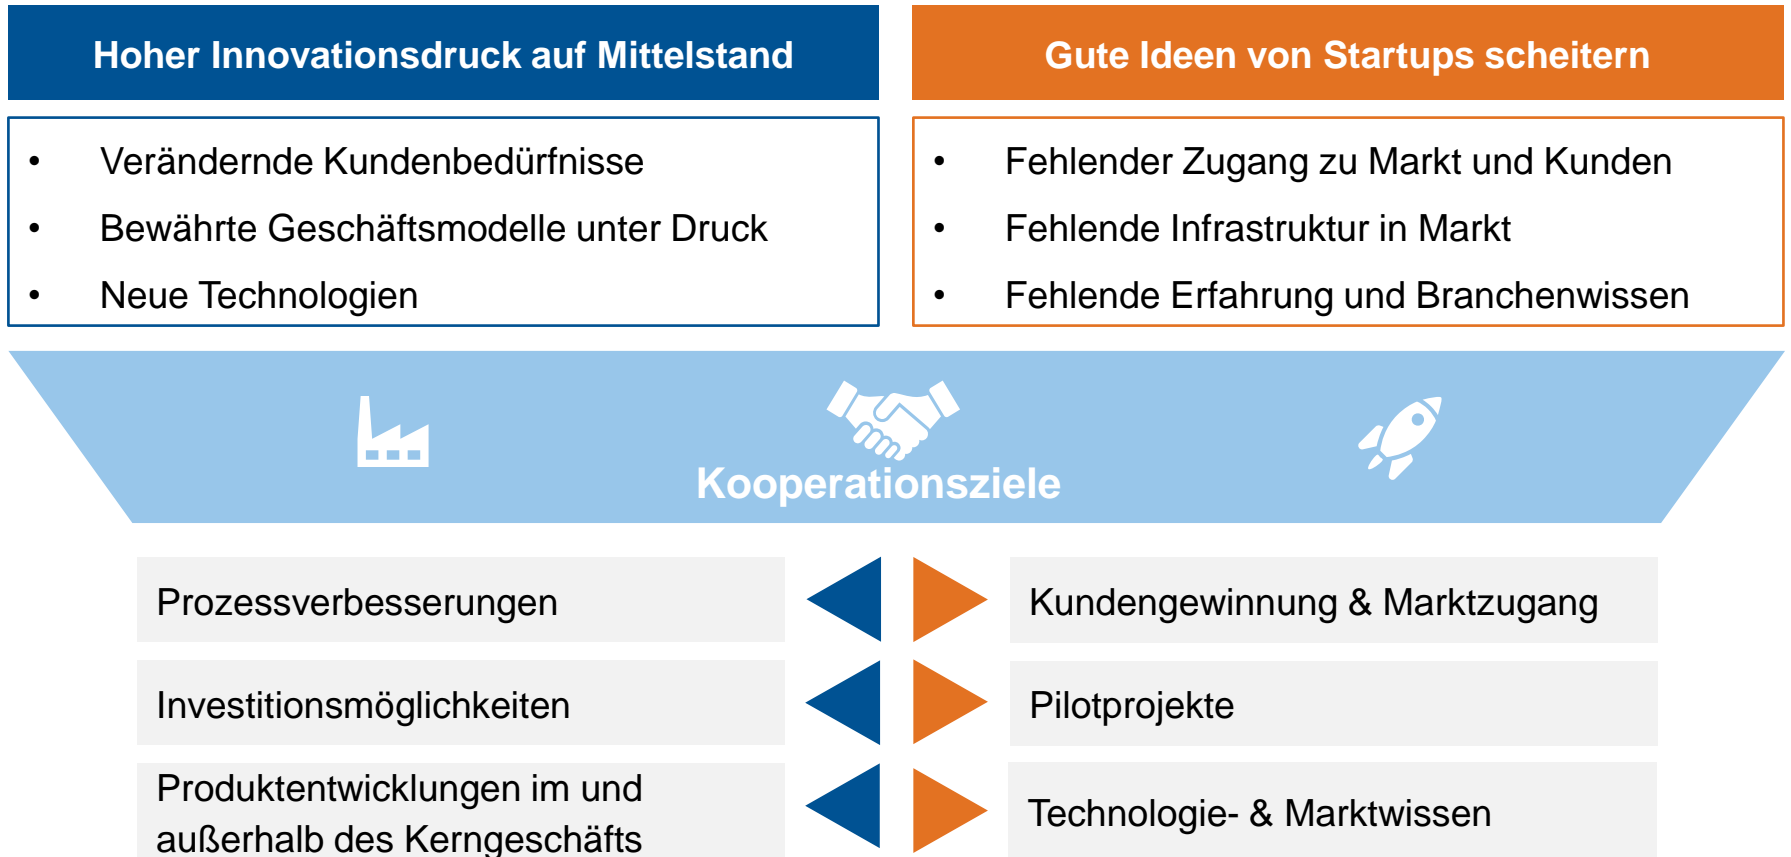 Hoher Innovationsdruck auf Mittelstand
• Verändernde Kundenbedürfnisse
• Bewährte Geschäftsmodelle unter Druck
• Neue Technologien
Gute Ideen von Startups scheitern
• Fehlender Zugang zu Markt und Kunden
• Fehlende Infrastruktur in Markt
• Fehlende Erfahrung und Branchenwissen
Kooperationsziele
Prozessverbesserungen
Kundengewinnung & Marktzugang
Investitionsmöglichkeiten
Pilotprojekte
Produktentwicklungen im und
außerhalb des Kerngeschäfts
Technologie- & Marktwissen